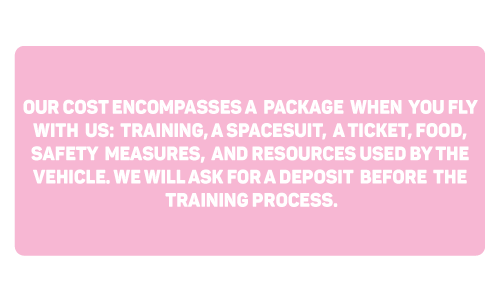 OUR COST ENCOMPASSES A PACKAGE WHEN YOU FLY
WITH US: TRAINING, A SPACESUIT, A TICKET, FOOD,
SAFETY MEASURES, AND RESOURCES USED BY THE
VEHICLE. WE WILL ASK FOR A DEPOSIT BEFORE THE
TRAINING PROCESS.